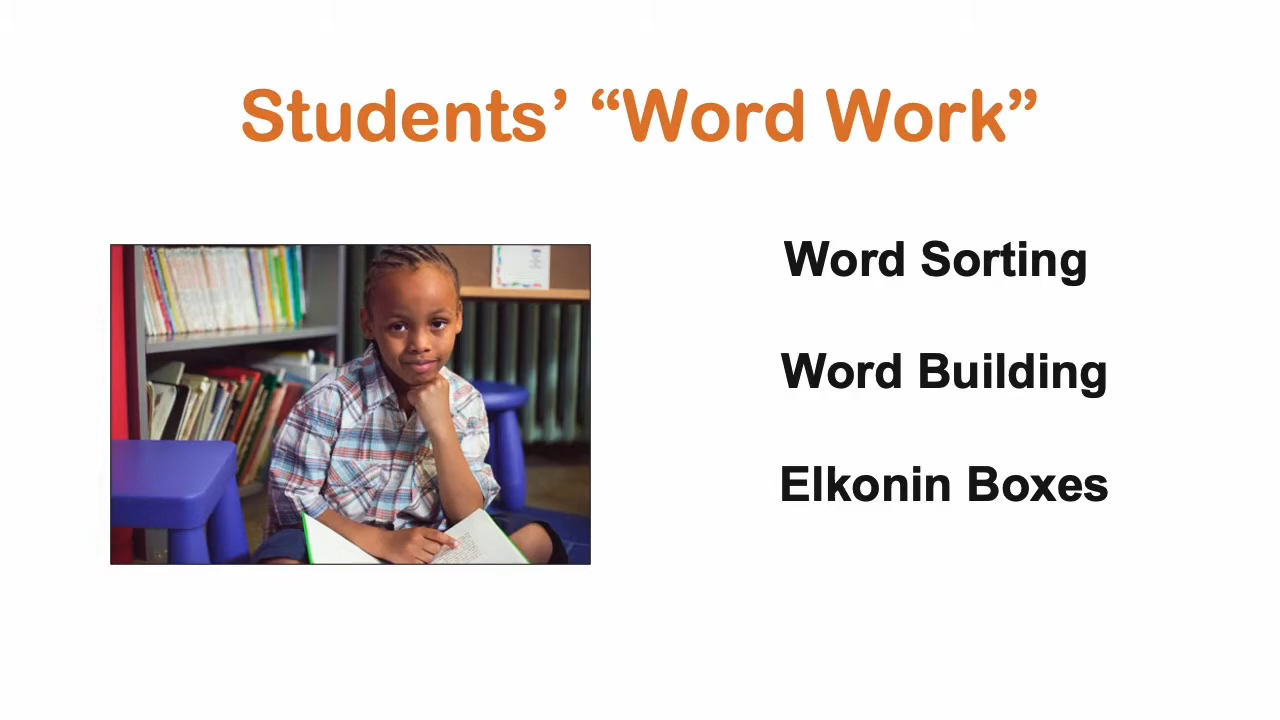 Students’ “Word Work”
Word Sorting
Word Building
Elkonin Boxes